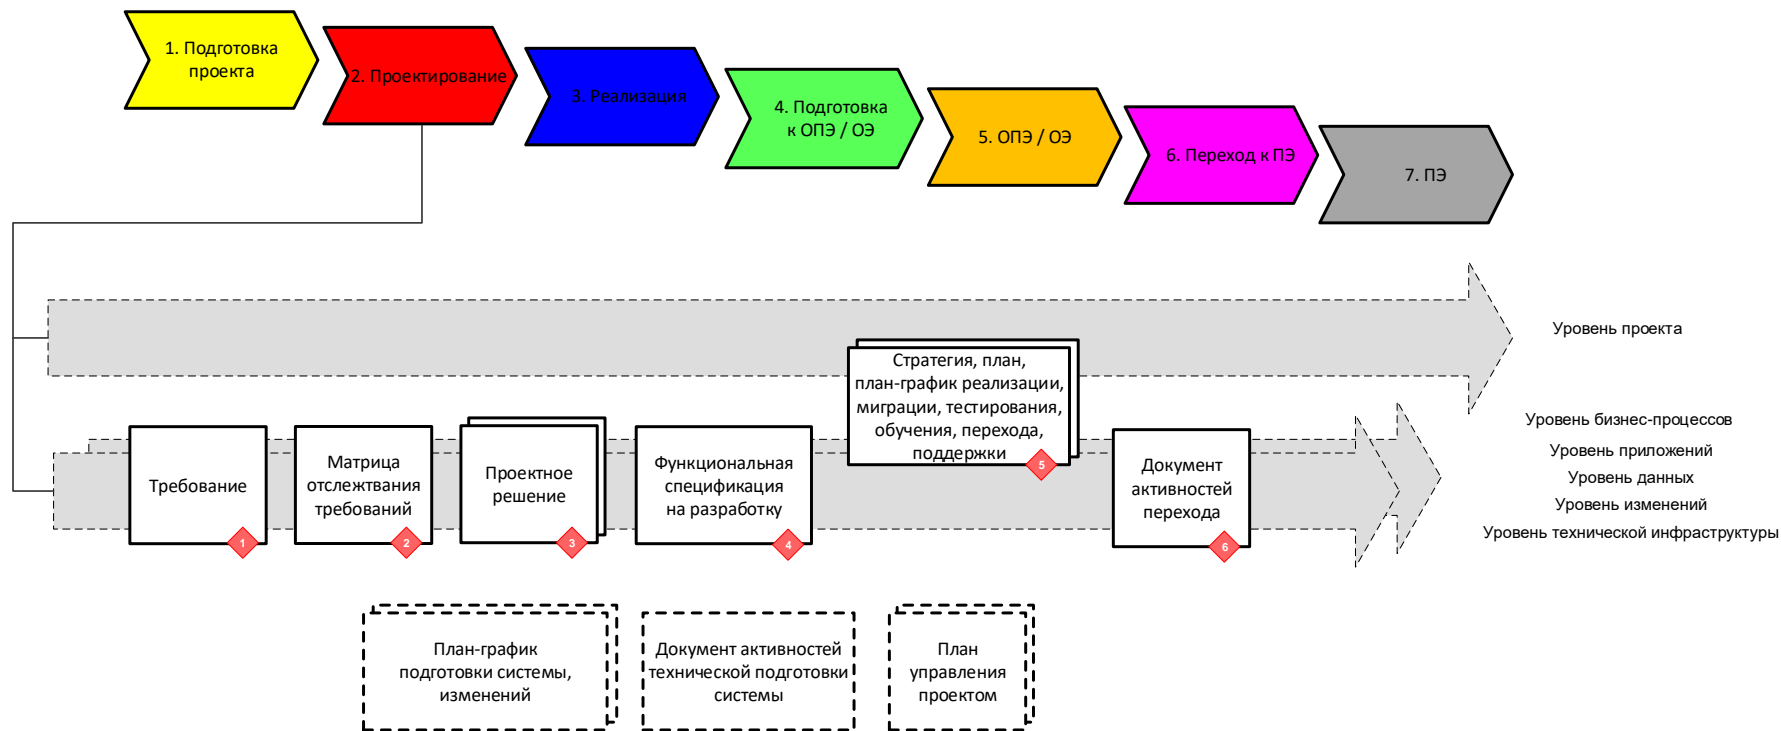 1. Подготовка
проекта
2. Проектирование
3. Реализация
4. Подготовка
к ОПЭ / ОЭ
5. ОПЭ / ОЭ
6. Переход к ПЭ
7. ПЭ
Уровень проекта
Стратегия, план,
план-график реализации,
миграции, тестирования,
обучения, перехода,
поддержки
5
Уровень бизнес-процессов
Уровень приложений
Уровень данных
Уровень изменений
Уровень технической инфраструктуры
Требование
1
Матрица
отслежтвания
требований
2
Проектное
решение
3
Функциональная
спецификация
на разработку
4
Документ
активностей
перехода
6
План-график
подготовки системы,
изменений
Документ активностей
технической подготовки
системы
План
управления
проектом